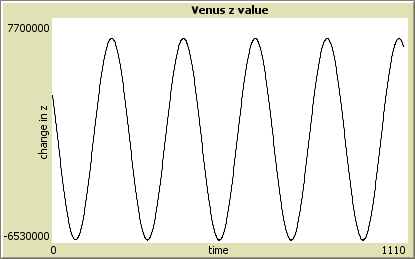 Venus z value
7700000
change in z
-6530000
0
time
1110